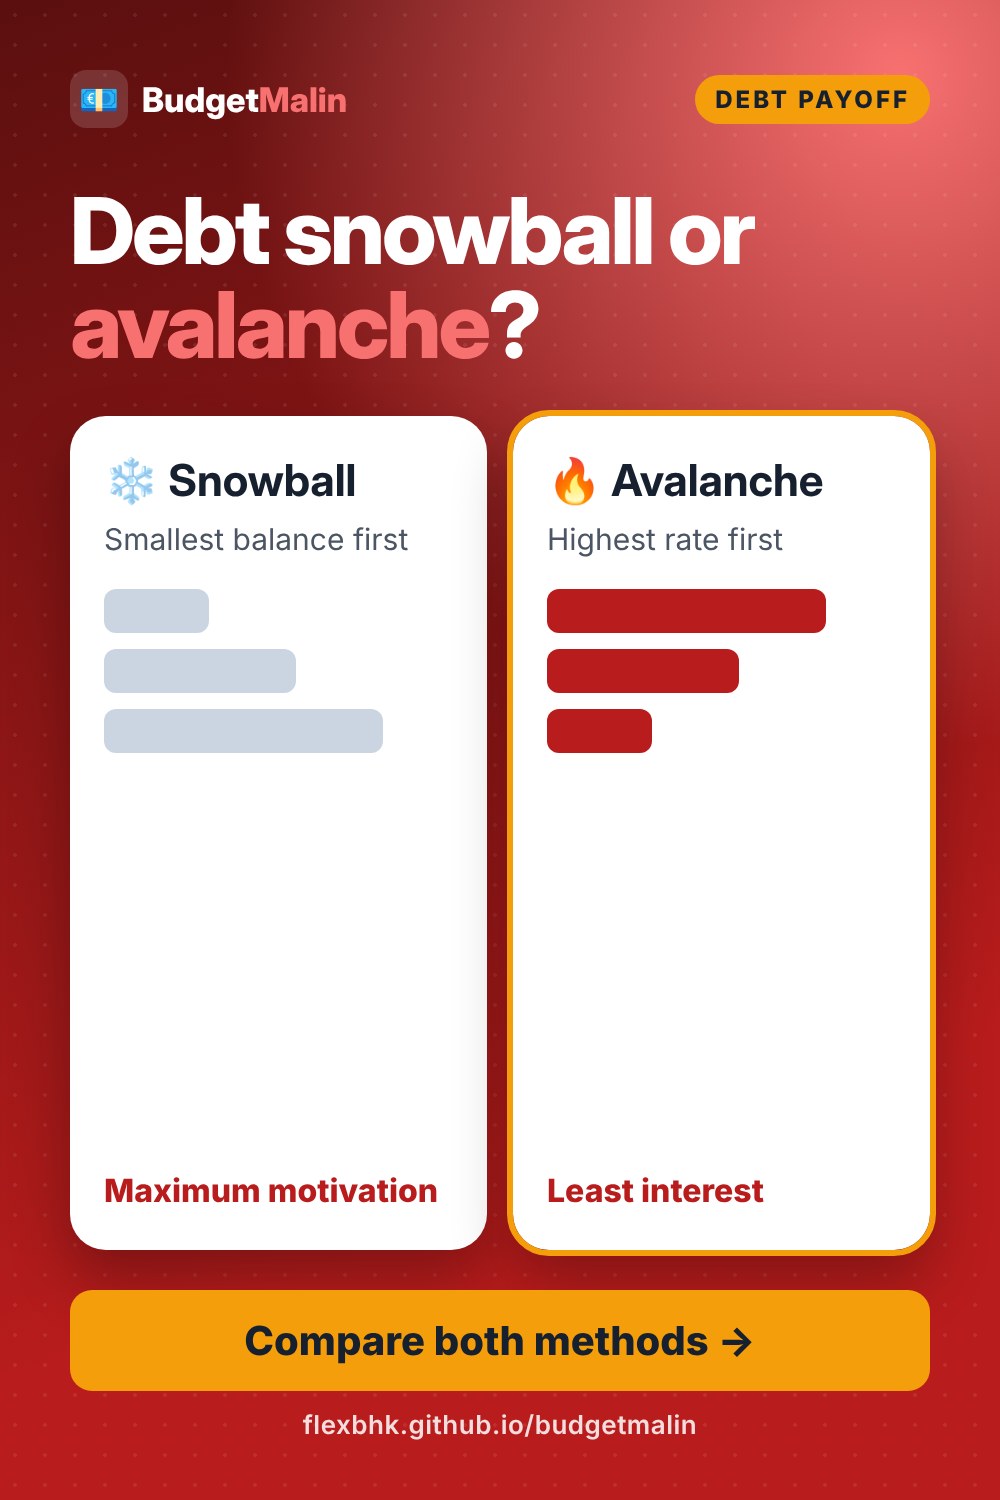 BudgetMalin
DEBT PAYOFF
Debt snowball or
avalanche?
Snowball
Smallest balance first
Maximum motivation
Avalanche
Highest rate first
Least interest
Compare both methods →
flexbhk.github.io/budgetmalin